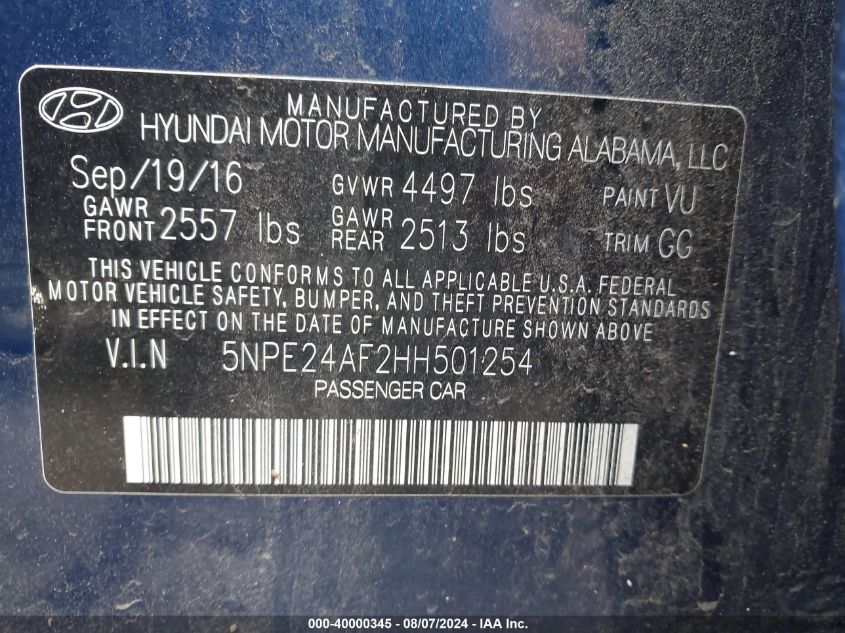 MANUFACTURED BY
HYUNDAI MOTOR MANUFACTURING ALABAMA, LLC
Sep/19/16 GVWR 4497 lbs PAINT VU
GAWR FRONT 2557 lbs GAWR REAR 2513 lbs TRIM GG
THIS VEHICLE CONFORMS TO ALL APPLICABLE U.S.A. FEDERAL
MOTOR VEHICLE SAFETY, BUMPER, AND THEFT PREVENTION STANDARDS
IN EFFECT ON THE DATE OF MANUFACTURE SHOWN ABOVE
V.I.N 5NPE24AF2HH501254
PASSENGER CAR
000-40000345 - 08/07/2024 - IAA Inc.